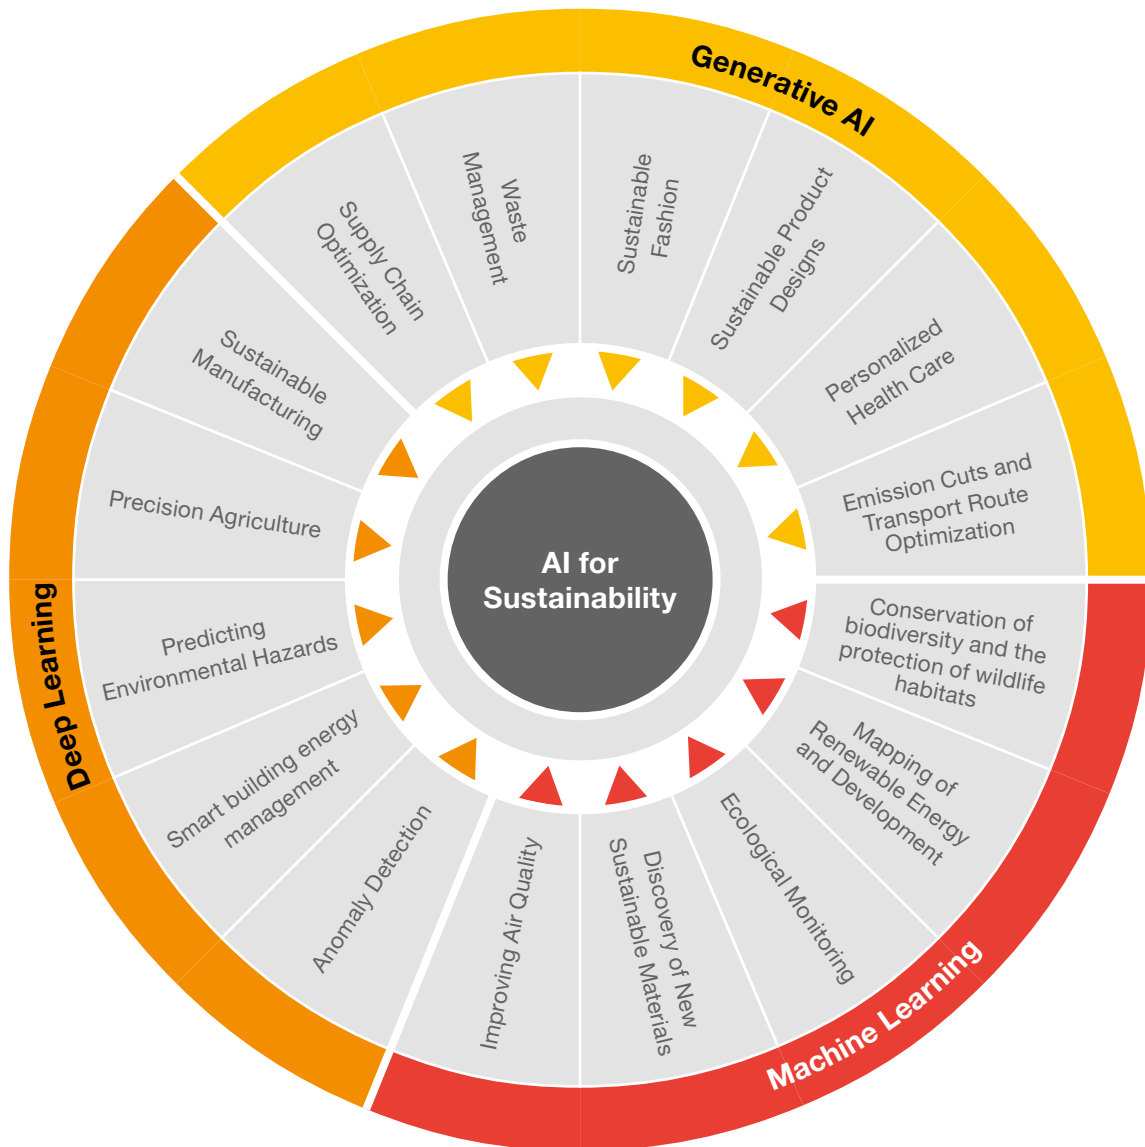 Generative AI
Supply Chain
Optimization
Waste
Management
Sustainable
Fashion
Sustainable Product
Designs
Personalized
Health Care
Emission Cuts and
Transport Route
Optimization
Machine Learning
Conservation of
biodiversity and the
protection of wildlife
habitats
Mapping of
Renewable Energy
and Development
Ecological Monitoring
Discovery of New
Sustainable Materials
Improving Air Quality
Deep Learning
Anomaly Detection
Smart building energy
management
Predicting
Environmental Hazards
Precision Agriculture
Sustainable
Manufacturing
AI for
Sustainability